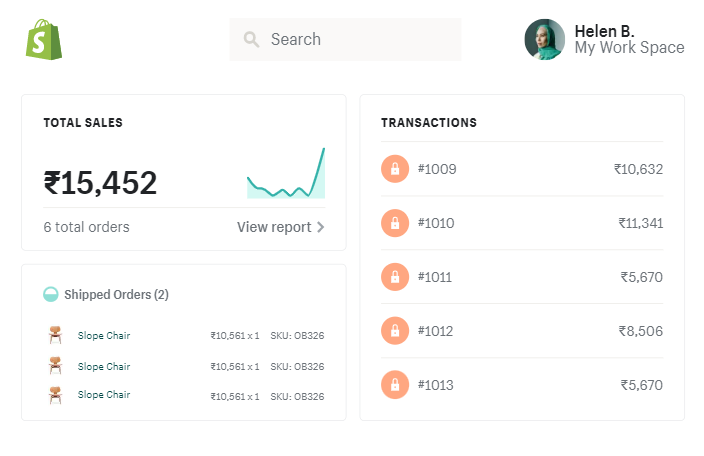 S
Search
Helen B.
My Work Space
TOTAL SALES
₹15,452
6 total orders
View report
Shipped Orders (2)
Slope Chair ₹10,561 x 1 SKU: OB326
Slope Chair ₹10,561 x 1 SKU: OB326
Slope Chair ₹10,561 x 1 SKU: OB326
TRANSACTIONS
#1009 ₹10,632
#1010 ₹11,341
#1011 ₹5,670
#1012 ₹8,506
#1013 ₹5,670